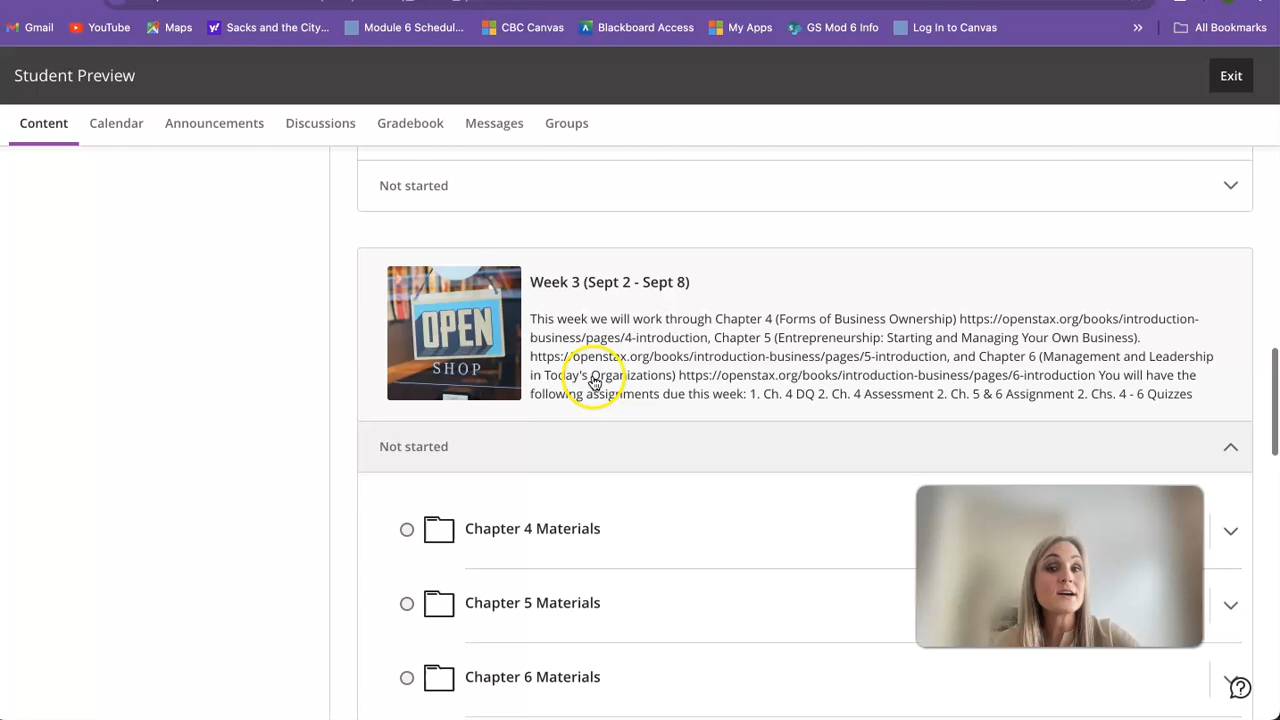 Gmail YouTube Maps Sacks and the City... Module 6 Schedul... CBC Canvas Blackboard Access My Apps GS Mod 6 Info Log In to Canvas » All Bookmarks
Student Preview Exit
Content Calendar Announcements Discussions Gradebook Messages Groups
Not started
Week 3 (Sept 2 - Sept 8)
This week we will work through Chapter 4 (Forms of Business Ownership) https://openstax.org/books/introduction-
business/pages/4-introduction, Chapter 5 (Entrepreneurship: Starting and Managing Your Own Business).
https://openstax.org/books/introduction-business/pages/5-introduction, and Chapter 6 (Management and Leadership
in Today's Organizations) https://openstax.org/books/introduction-business/pages/6-introduction You will have the
following assignments due this week: 1. Ch. 4 DQ 2. Ch. 4 Assessment 2. Ch. 5 & 6 Assignment 2. Chs. 4 - 6 Quizzes
OPEN
SHOP
Not started
Chapter 4 Materials
Chapter 5 Materials
Chapter 6 Materials